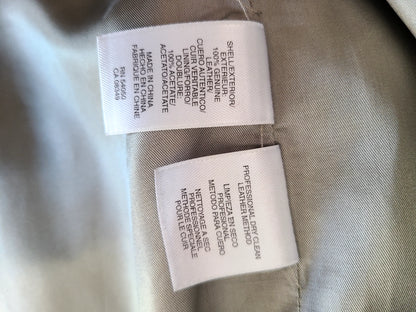 SHELL/EXTERIOR/
EXTERIEUR
100% GENUINE
LEATHER/
CUERO AUTENTICO/
CUIR VERITABLE
LINING/FORRO/
DOUBLURE:
100% ACETATE/
ACETATO/ACETATE
MADE IN CHINA
HECHO EN CHINA
FABRIQUE EN CHINE
RN 54050
PROFESSIONAL DRY CLEAN
LEATHER METHOD
LIMPIEZA EN SECO
PROFESIONAL
METODO PARA CUERO
NETTOYAGE A SEC
PROFESSIONNEL
METHODE SPECIALE
POUR LE CUIR